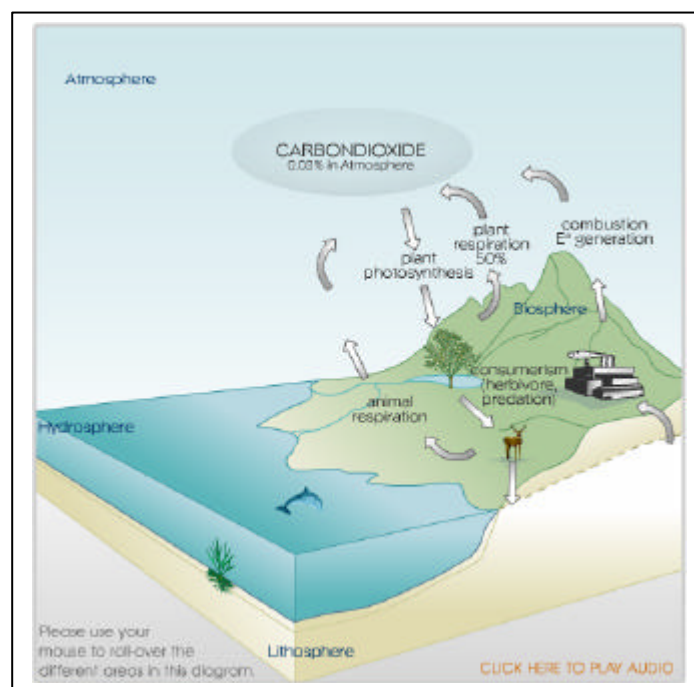 Atmosphere
CARBONDIOXIDE
0.03% in Atmosphere
plant
respiration
50%
combustion
E° generation
plant
photosynthesis
Biosphere
consumerism
(herbivore,
predation)
animal
respiration
Hydrosphere
Please use your
mouse to roll-over the
different areas in this diagram.
Lithosphere
CLICK HERE TO PLAY AUDIO